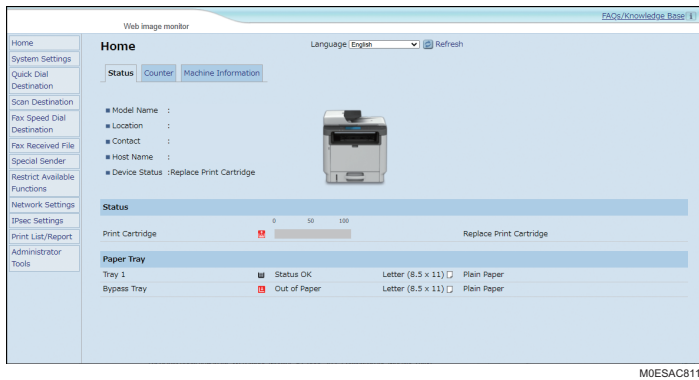 FAQs/Knowledge Base
Web image monitor
Home
System Settings
Quick Dial
Destination
Scan Destination
Fax Speed Dial
Destination
Fax Received File
Special Sender
Restrict Available
Functions
Network Settings
IPsec Settings
Print List/Report
Administrator
Tools
Home
Language English Refresh
Status Counter Machine Information
Model Name :
Location :
Contact :
Host Name :
Device Status :Replace Print Cartridge
Status
0 50 100
Print Cartridge Replace Print Cartridge
Paper Tray
Tray 1 Status OK Letter (8.5 x 11) Plain Paper
Bypass Tray Out of Paper Letter (8.5 x 11) Plain Paper
M0ESAC811